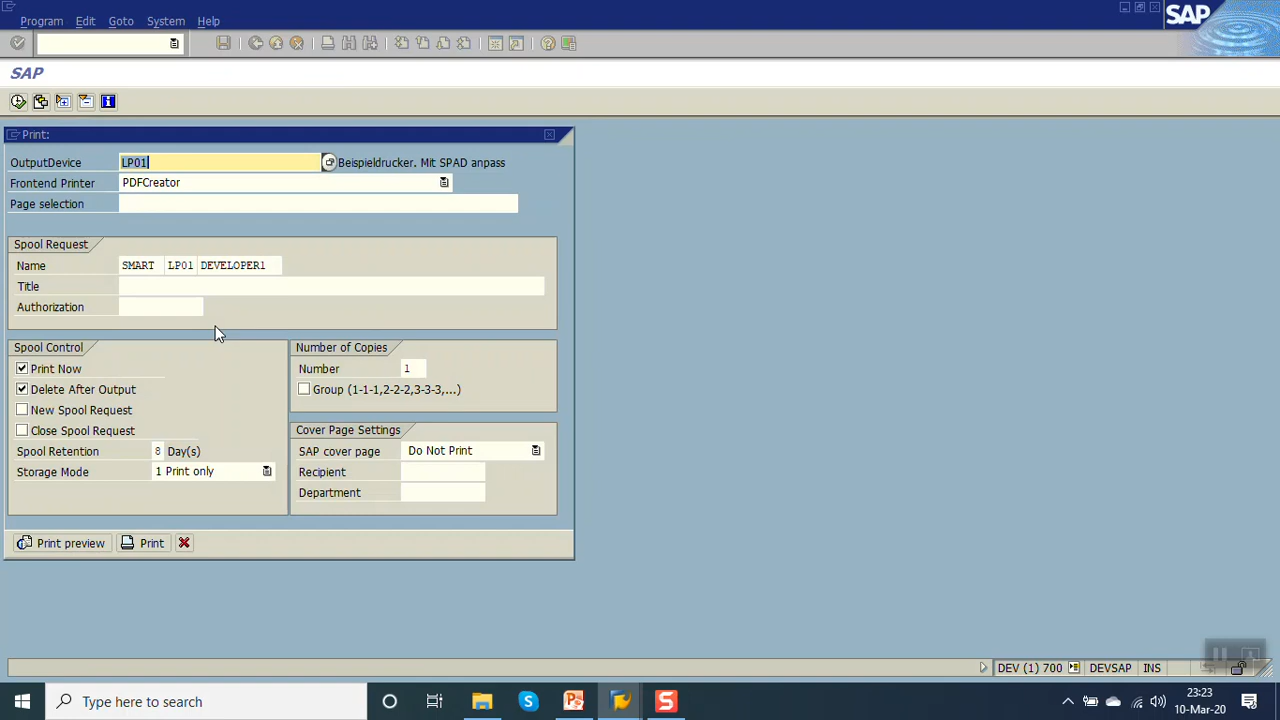 Program Edit Goto System Help
SAP
SAP
Print:
OutputDevice LP01 Beispieldrucker. Mit SPAD anpass
Frontend Printer PDFCreator
Page selection
Spool Request
Name SMART LP01 DEVELOPER1
Title
Authorization
Spool Control
Print Now
Delete After Output
New Spool Request
Close Spool Request
Spool Retention 8 Day(s)
Storage Mode 1 Print only
Number of Copies
Number 1
Group (1-1-1,2-2-2,3-3-3,...)
Cover Page Settings
SAP cover page Do Not Print
Recipient
Department
Print preview Print
DEV (1) 700 DEVSAP INS
Type here to search
23:23
10-Mar-20